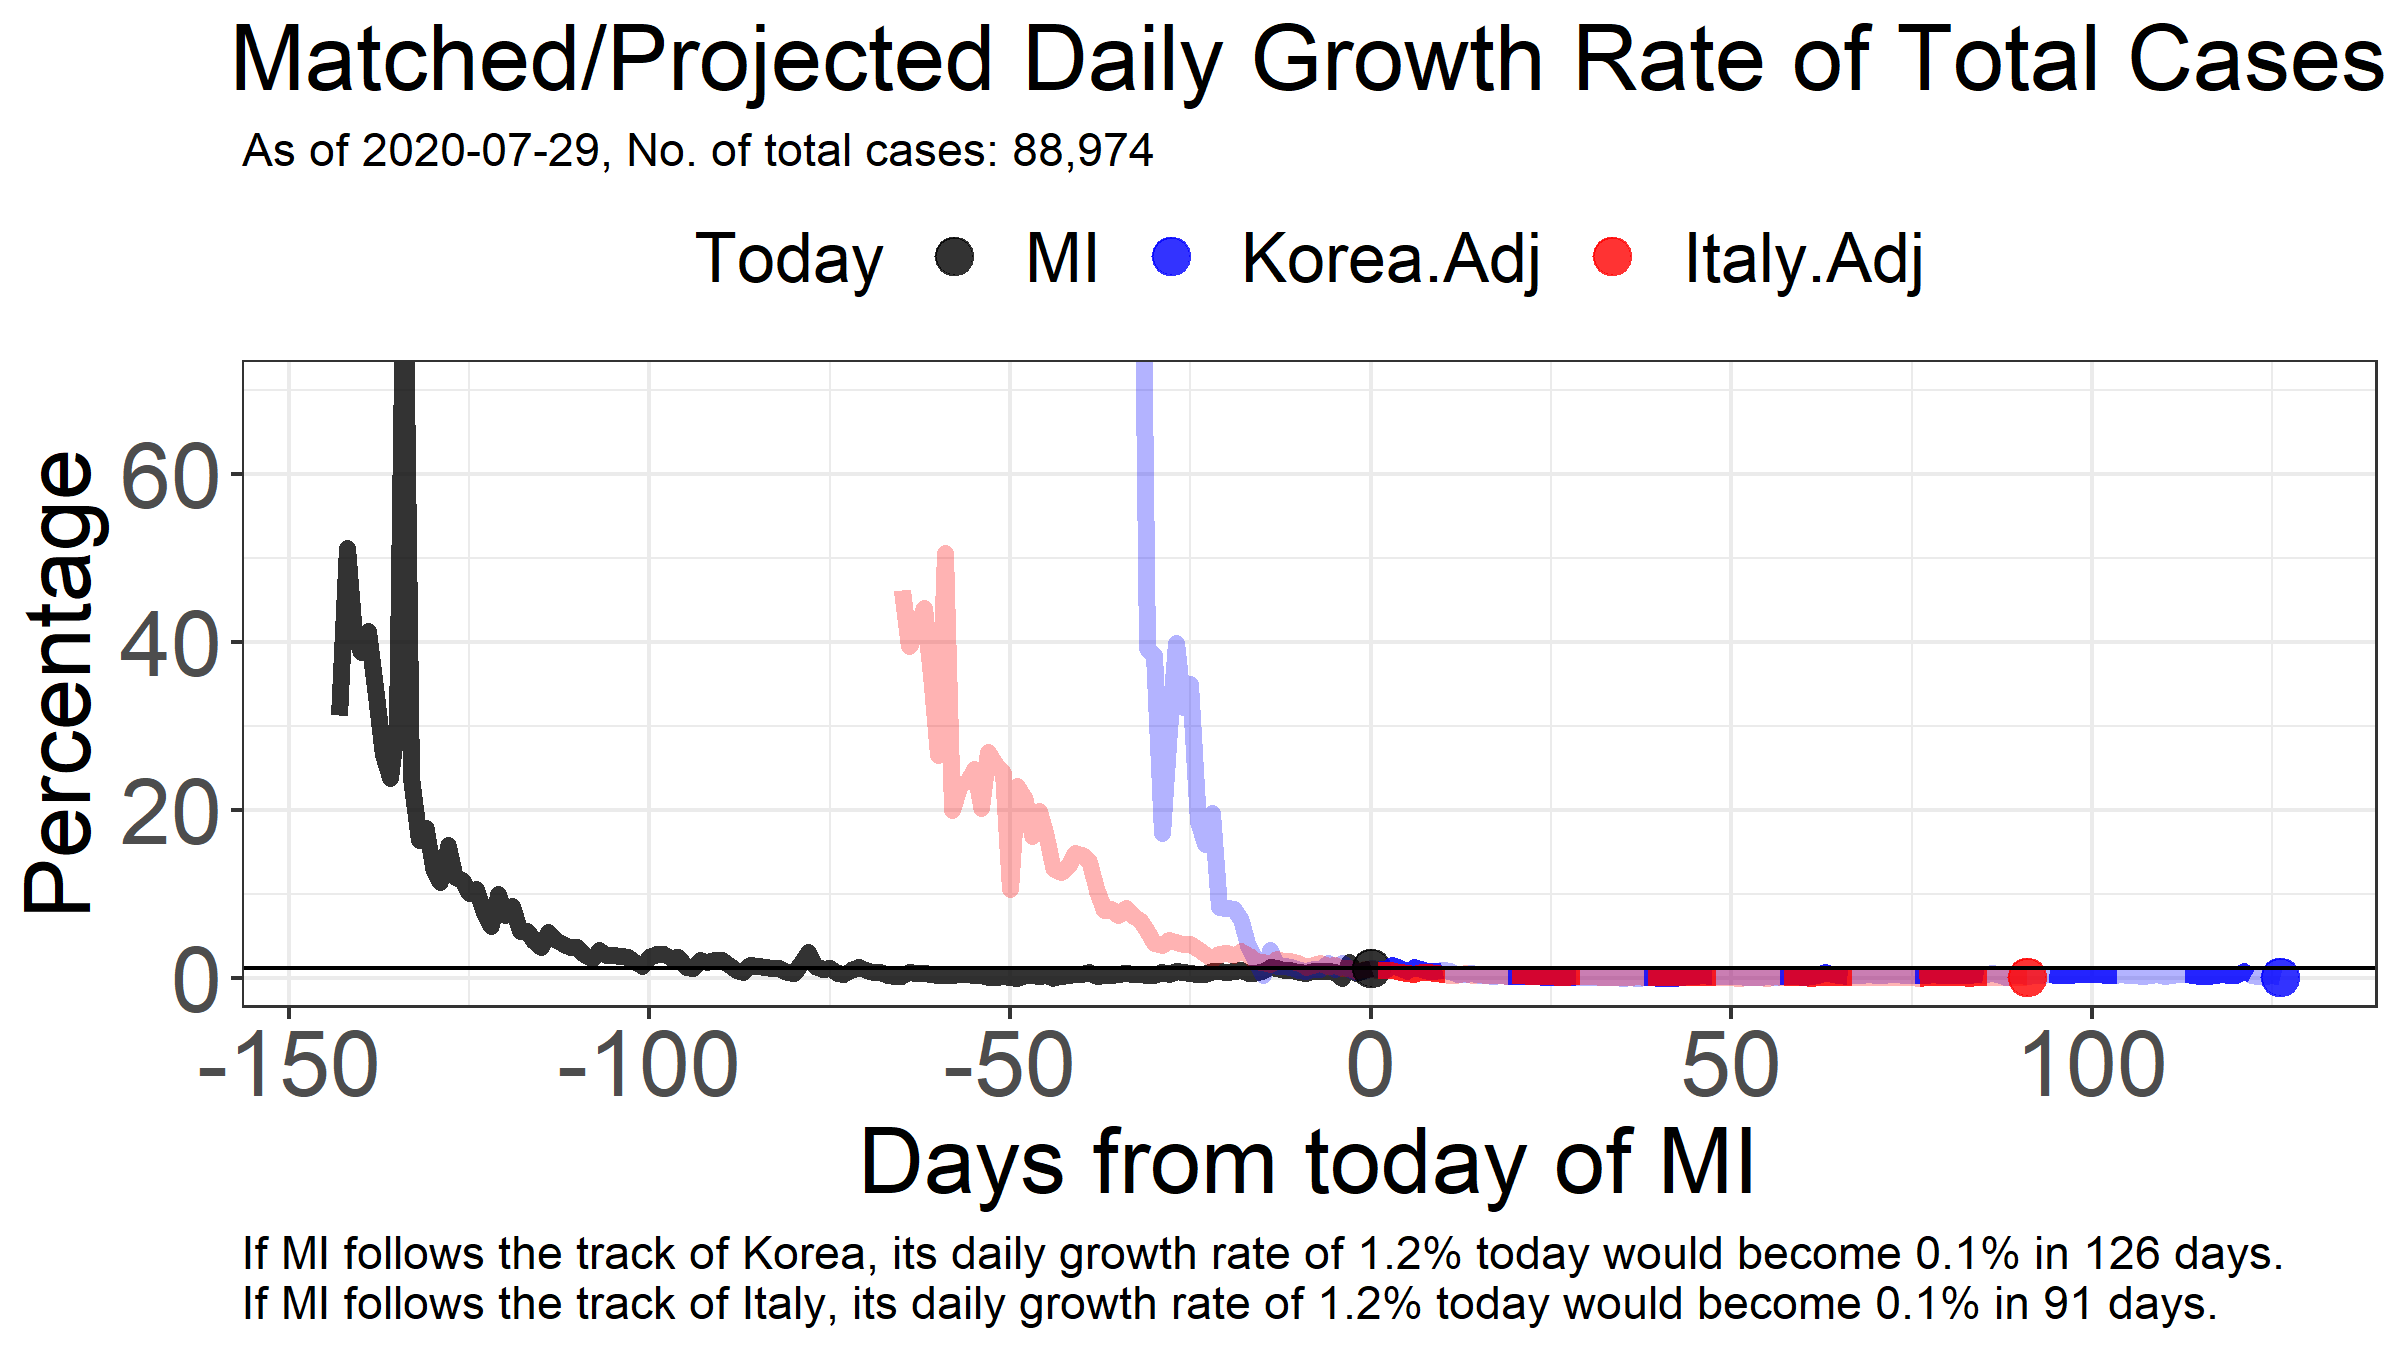 Matched/Projected Daily Growth Rate of Total Cases
As of 2020-07-29, No. of total cases: 88,974
Today MI Korea.Adj Italy.Adj
Percentage
60
40
20
0
-150 -100 -50 0 50 100
Days from today of MI
If MI follows the track of Korea, its daily growth rate of 1.2% today would become 0.1% in 126 days.
If MI follows the track of Italy, its daily growth rate of 1.2% today would become 0.1% in 91 days.